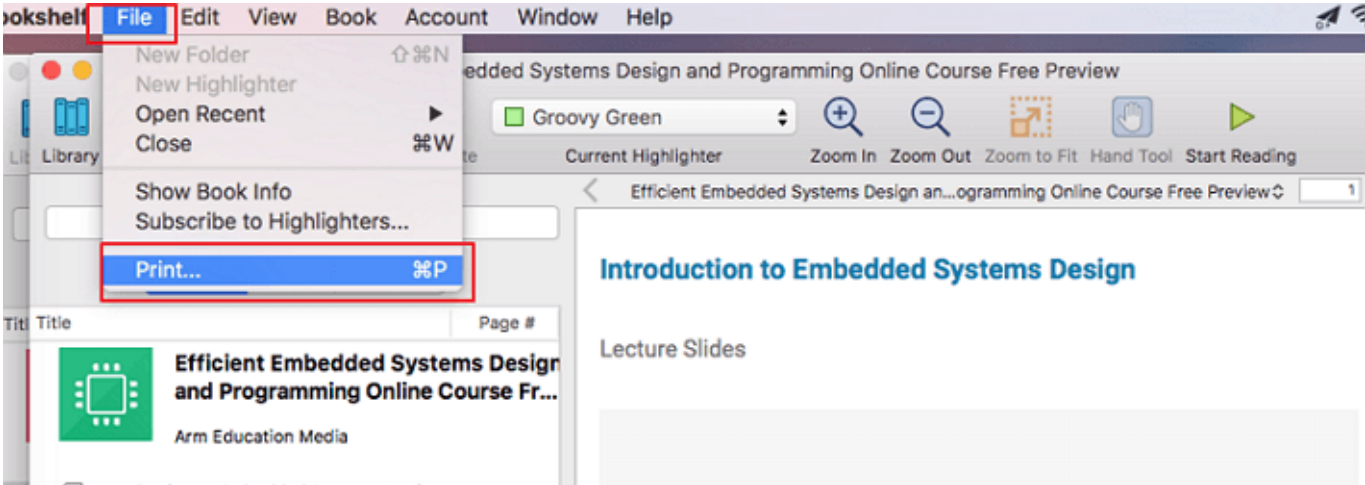 ookshelf File Edit View Book Account Window Help
New Folder ⇧⌘N
New Highlighter
Open Recent ▶
Close ⌘W
Show Book Info
Subscribe to Highlighters...
Print... ⌘P
edded Systems Design and Programming Online Course Free Preview
Groovy Green
Library Current Highlighter Zoom In Zoom Out Zoom to Fit Hand Tool Start Reading
Efficient Embedded Systems Design an...ogramming Online Course Free Preview 1
Title Page #
Efficient Embedded Systems Design
and Programming Online Course Fr...
Arm Education Media
Introduction to Embedded Systems Design
Lecture Slides